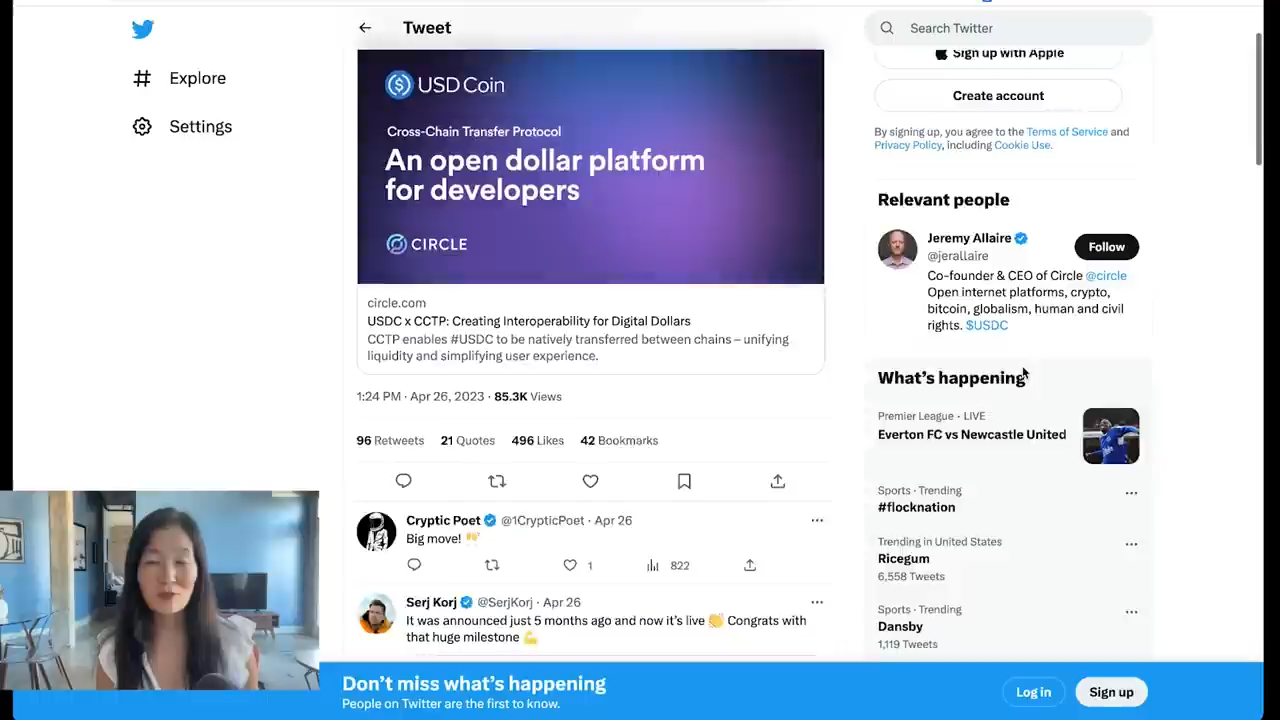 Explore
Settings
Tweet
USD Coin
Cross-Chain Transfer Protocol
An open dollar platform
for developers
CIRCLE
circle.com
USDC x CCTP: Creating Interoperability for Digital Dollars
CCTP enables #USDC to be natively transferred between chains – unifying
liquidity and simplifying user experience.
1:24 PM · Apr 26, 2023 · 85.3K Views
96 Retweets 21 Quotes 496 Likes 42 Bookmarks
Cryptic Poet @1CrypticPoet · Apr 26
Big move!
1 822
Serj Korj @SerjKorj · Apr 26
It was announced just 5 months ago and now it's live 👏 Congrats with
that huge milestone 💪
Search Twitter
Sign up with Apple
Create account
By signing up, you agree to the Terms of Service and
Privacy Policy, including Cookie Use.
Relevant people
Jeremy Allaire
@jerallaire
Follow
Co-founder & CEO of Circle @circle
Open internet platforms, crypto,
bitcoin, globalism, human and civil
rights. $USDC
What's happening
Premier League · LIVE
Everton FC vs Newcastle United
Sports · Trending
#flocknation
Trending in United States
Ricegum
6,558 Tweets
Sports · Trending
Dansby
1,119 Tweets
Don't miss what's happening
People on Twitter are the first to know.
Log in
Sign up